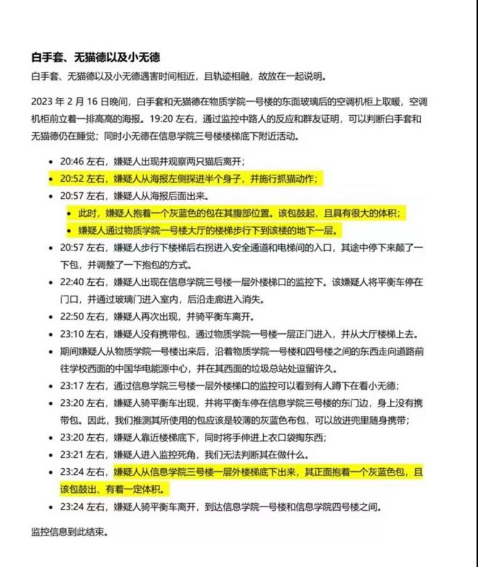 白手套、无猫德以及小无德
白手套、无猫德以及小无德遇害时间相近，且轨迹相融，故放在一起说明。
2023 年 2 月 16 日晚间，白手套和无猫德在物质学院一号楼的东面玻璃后的空调机柜上取暖，空调
机柜前立着一排高高的海报。19:20 左右，通过监控中路人的反应和群友证明，可以判断白手套和
无猫德仍在睡觉；同时小无德在信息学院三号楼楼梯底下附近活动。
• 20:46 左右，嫌疑人出现并观察两只猫后离开；
• 20:52 左右，嫌疑人从海报左侧探进半个身子，并施行抓猫动作；
• 20:57 左右，嫌疑人从海报后面出来。
• 此时，嫌疑人抱着一个灰蓝色的包在其腹部位置。该包鼓起，且具有很大的体积；
• 嫌疑人通过物质学院一号楼大厅的楼梯步行下到该楼的地下一层。
• 20:57 左右，嫌疑人步行下楼梯后右拐进入安全通道和电梯间的入口，其途中停下来颠了一
下包，并调整了一下抱包的方式。
• 22:40 左右，嫌疑人出现在信息学院三号楼一层外楼梯口的监控下。该嫌疑人将平衡车停在
门口，并通过玻璃门进入室内，后沿走廊进入消失。
• 22:50 左右，嫌疑人再次出现，并骑平衡车离开。
• 23:10 左右，嫌疑人没有携带包，通过物质学院一号楼一层正门进入，并从大厅楼梯上去。
• 期间嫌疑人从物质学院一号楼出来后，沿着物质学院一号楼和四号楼之间的东西走向道路前
往学校西面的中国华电能源中心，并在其西面的垃圾总站处逗留许久。
• 23:17 左右，通过信息学院三号楼一层外楼梯口的监控可以看到有人蹲下在看小无德；
• 23:20 左右，嫌疑人骑平衡车出现，并将平衡车停在信息学院三号楼的东门边，身上没有携
带包。因此，我们推测其所使用的包应该是较薄的灰蓝色布包，可以放进兜里随身携带；
• 23:20 左右，嫌疑人靠近楼梯底下，同时将手伸进上衣口袋掏东西；
• 23:21 左右，嫌疑人进入监控死角，我们无法判断其在做什么。
• 23:24 左右，嫌疑人从信息学院三号楼一层外楼梯底下出来，其正面抱着一个灰蓝色包，且
该包鼓出、有着一定体积。
• 23:24 左右，嫌疑人骑平衡车离开，到达信息学院一号楼和信息学院四号楼之间。
监控信息到此结束。